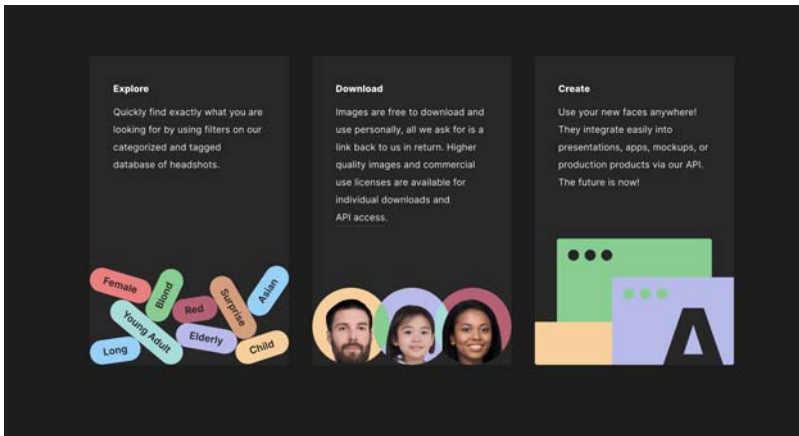 Explore
Quickly find exactly what you are
looking for by using filters on our
categorized and tagged
database of headshots.
Female
Blond
Red
Surprise
Asian
Young Adult
Elderly
Long
Child
Download
Images are free to download and
use personally, all we ask for is a
link back to us in return. Higher
quality images and commercial
use licenses are available for
individual downloads and
API access.
Create
Use your new faces anywhere!
They integrate easily into
presentations, apps, mockups, or
production products via our API.
The future is now!
A